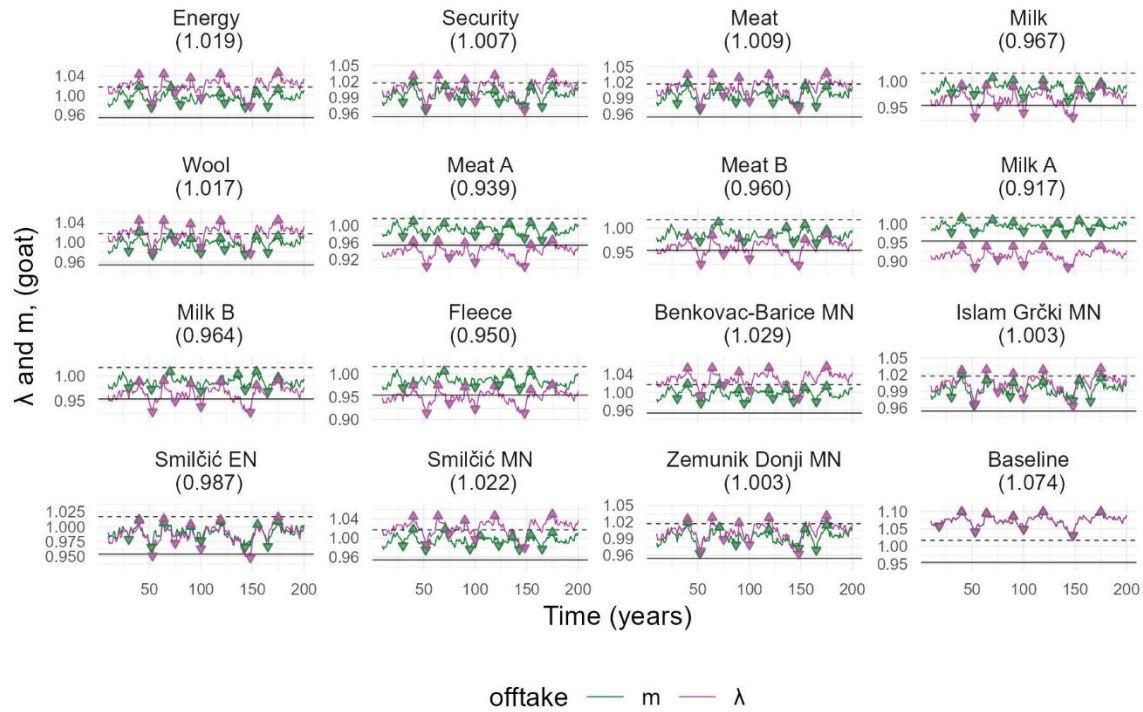 Energy
(1.019)
Security
(1.007)
Meat
(1.009)
Milk
(0.967)
1.04
1.00
0.96
1.05
1.02
0.99
0.96
1.05
1.02
0.99
0.96
1.00
0.95
Wool
(1.017)
Meat A
(0.939)
Meat B
(0.960)
Milk A
(0.917)
1.04
1.00
0.96
1.00
0.96
0.92
1.00
0.95
1.00
0.95
0.90
Milk B
(0.964)
Fleece
(0.950)
Benkovac-Barice MN
(1.029)
Islam Grčki MN
(1.003)
1.00
0.95
1.00
0.95
0.90
1.04
1.00
0.96
1.05
1.02
0.99
0.96
Smilčić EN
(0.987)
Smilčić MN
(1.022)
Zemunik Donji MN
(1.003)
Baseline
(1.074)
1.025
1.000
0.975
0.950
1.04
1.00
0.96
1.05
1.02
0.99
0.96
1.10
1.05
1.00
0.95
50 100 150 200
50 100 150 200
50 100 150 200
50 100 150 200
λ and m, (goat)
Time (years)
offtake m λ